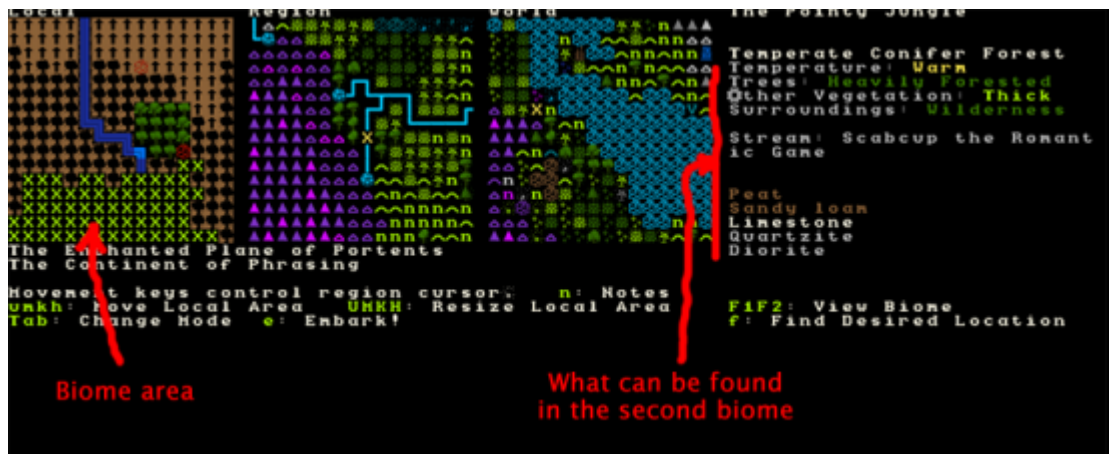 Local Region World The Pointy Jungle
Temperate Conifer Forest
Temperature: Warm
Trees: Heavily Forested
Other Vegetation: Thick
Surroundings: Wilderness
Stream: Scabcup the Romant
ic Game
Peat
Sandy loam
Limestone
Quartzite
Diorite
The Enchanted Plane of Portents
The Continent of Phrasing
Movement keys control region cursor. n: Notes
umkh: Move Local Area UMKH: Resize Local Area F1F2: View Biome
Tab: Change Mode e: Embark! f: Find Desired Location
Biome area
What can be found
in the second biome